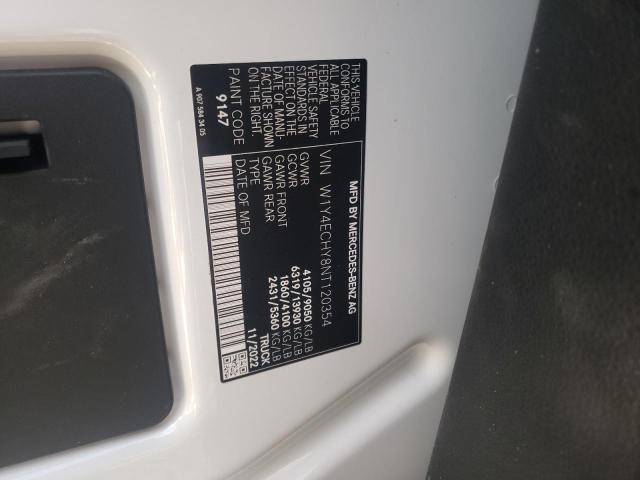 MFD BY MERCEDES-BENZ AG
VIN W1Y4ECHY8NT120354
GVWR 4105/9050 KG/LB
GCWR 6319/13930 KG/LB
GAWR FRONT 1860/4100 KG/LB
GAWR REAR 2431/5360 KG/LB
TYPE TRUCK
DATE OF MFD 11/2022
THIS VEHICLE
CONFORMS TO
ALL APPLICABLE
FEDERAL
VEHICLE SAFETY
STANDARDS IN
EFFECT ON THE
DATE OF MANU-
FACTURE SHOWN
ON THE RIGHT.
PAINT CODE
9147
A 907 584 34 05